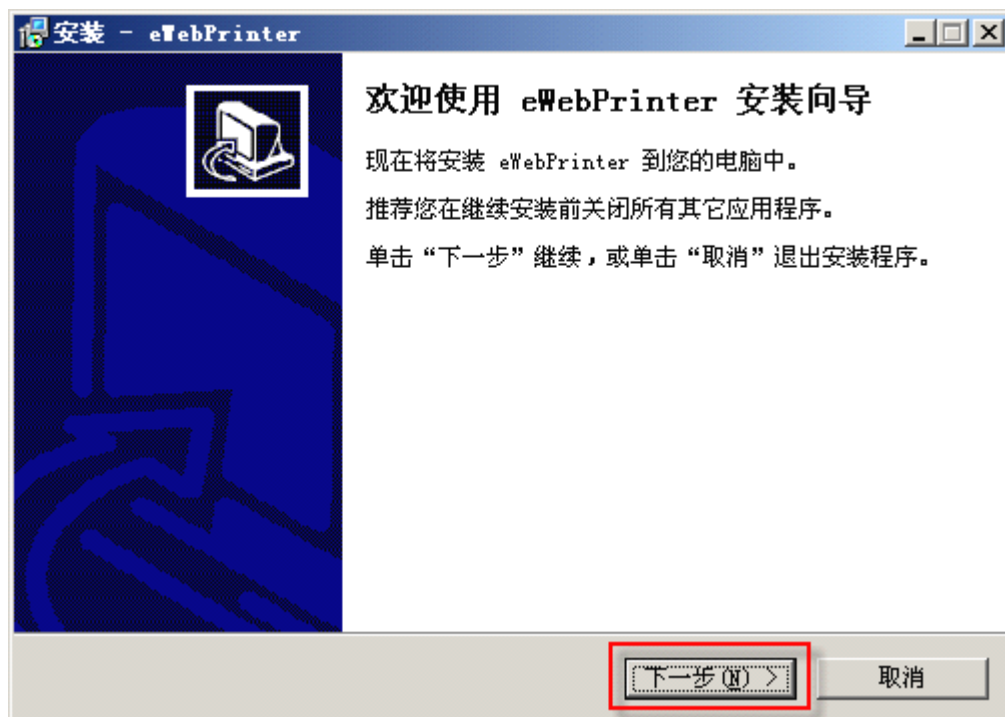 安装 - eWebPrinter
欢迎使用 eWebPrinter 安装向导
现在将安装 eWebPrinter 到您的电脑中。
推荐您在继续安装前关闭所有其它应用程序。
单击“下一步”继续，或单击“取消”退出安装程序。
下一步(N) >
取消